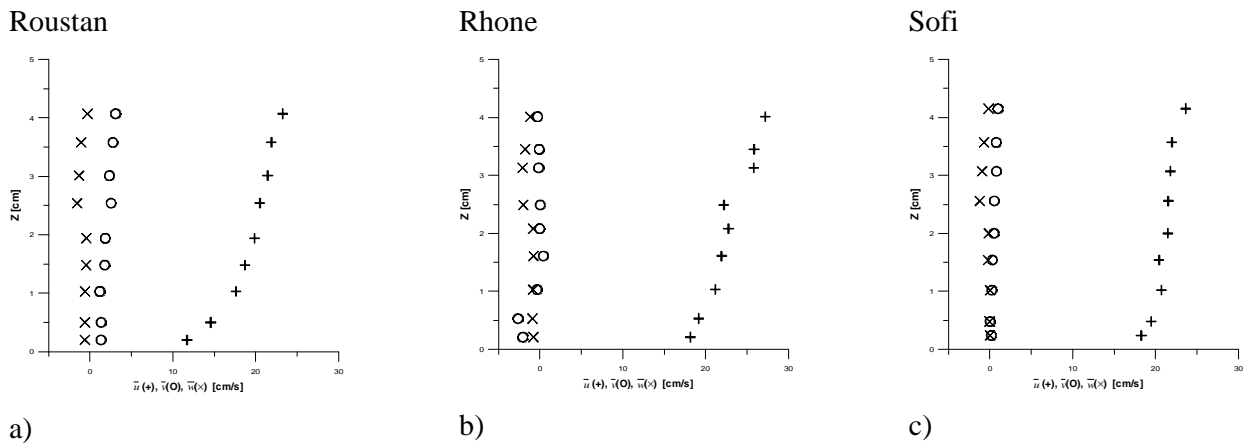 Roustan
Rhone
Sofi
5
4
3
2
1
0
Z [cm]
0
10
20
30
u̅ (+), v̅(O), w̅(×) [cm/s]
5
4
3
2
1
0
Z [cm]
0
10
20
30
u̅ (+), v̅(O), w̅(×) [cm/s]
5
4
3
2
1
0
Z [cm]
0
10
20
30
u̅ (+), v̅(O), w̅(×) [cm/s]
a)
b)
c)